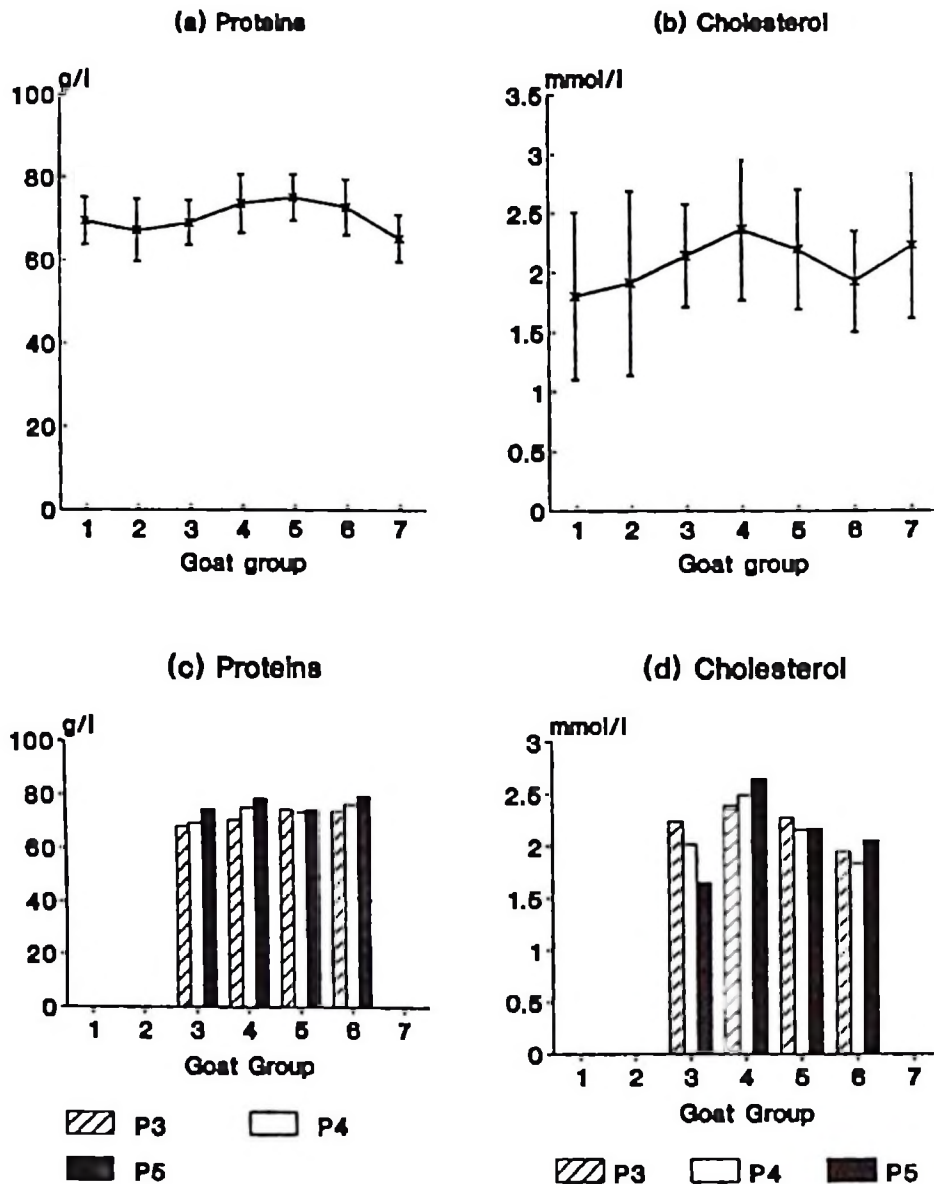 (a) Proteins
g/l
100
80
60
40
20
0
1 2 3 4 5 6 7
Goat group
(b) Cholesterol
mmol/l
3.5
3
2.5
2
1.5
1
0.5
0
1 2 3 4 5 6 7
Goat group
(c) Proteins
g/l
100
80
60
40
20
0
1 2 3 4 5 6 7
Goat Group
P3 P4
P5
(d) Cholesterol
mmol/l
3
2.5
2
1.5
1
0.5
0
1 2 3 4 5 6 7
Goat Group
P3 P4 P5